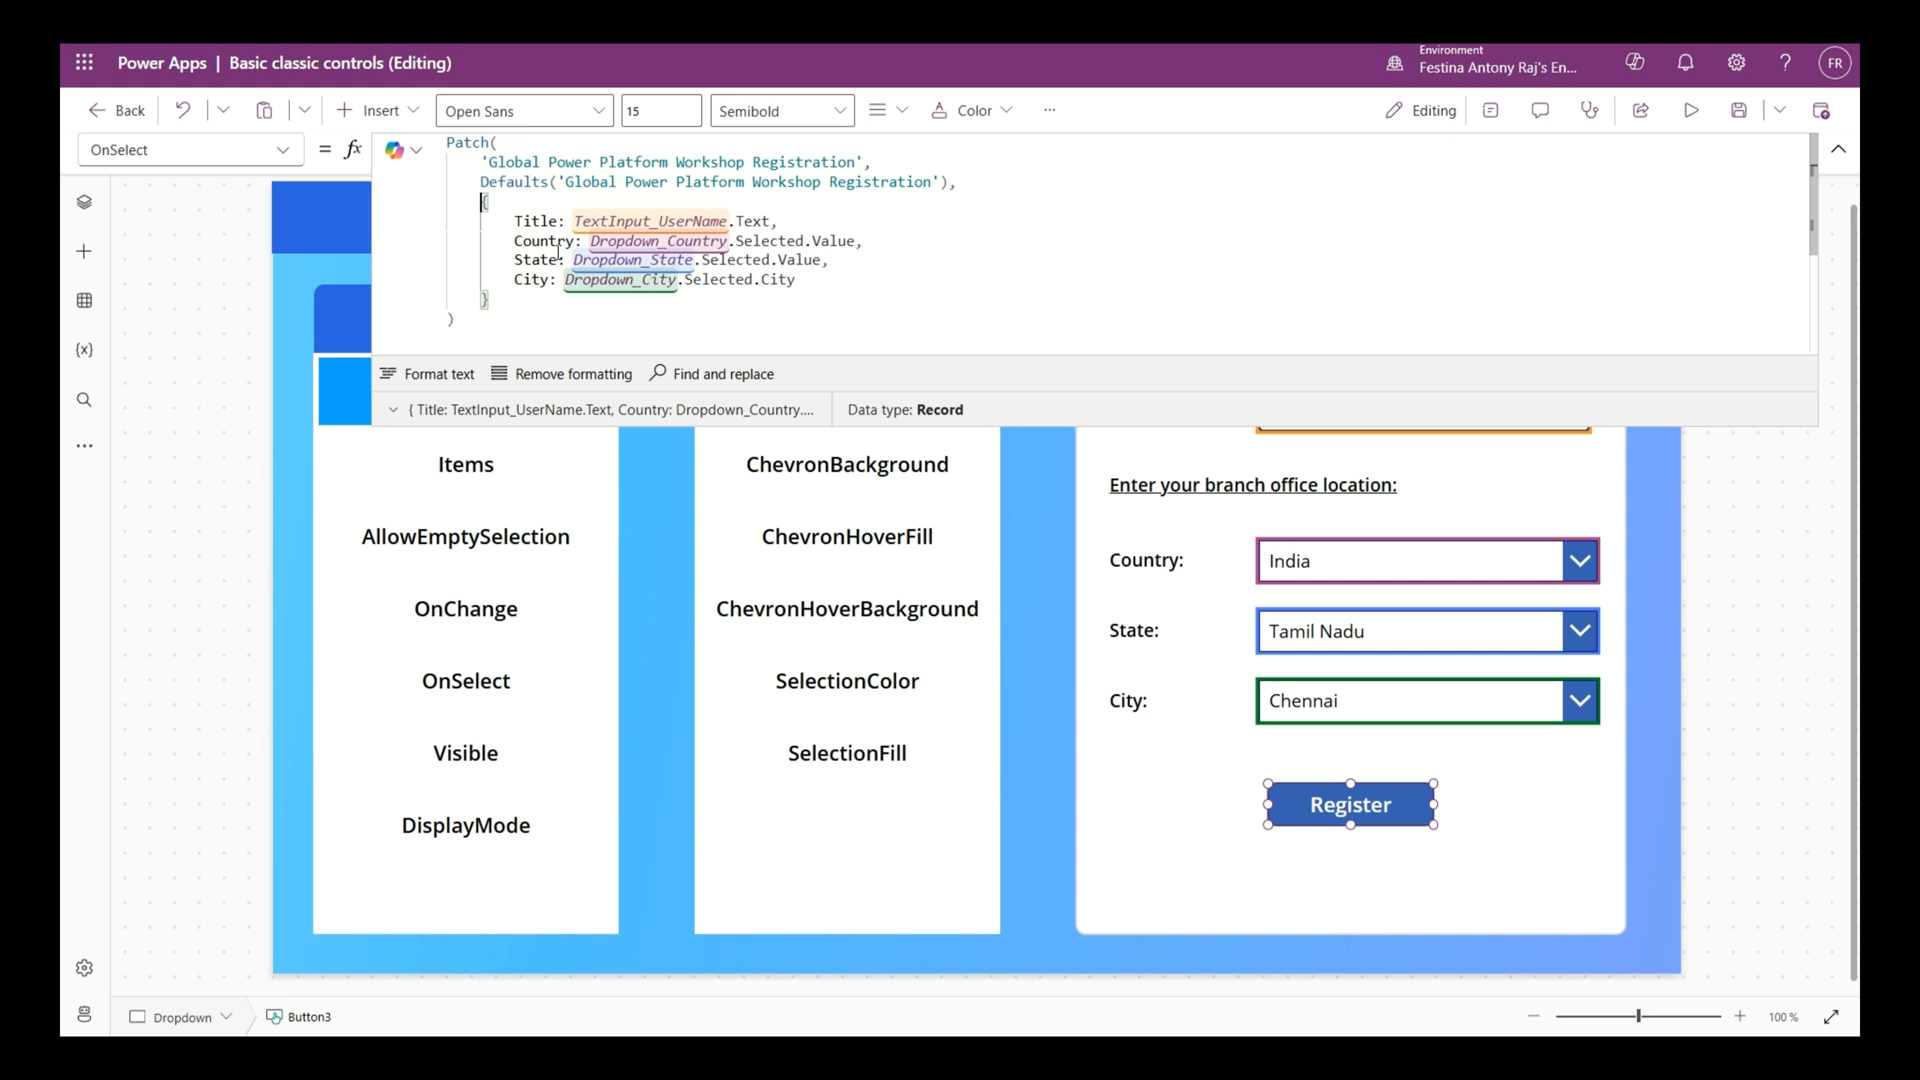 Power Apps | Basic classic controls (Editing)
Environment
Festina Antony Raj's En...
FR
Back
Insert
Open Sans
15
Semibold
Color
Editing
OnSelect
= fx
Patch(
'Global Power Platform Workshop Registration',
Defaults('Global Power Platform Workshop Registration'),
{
Title: TextInput_UserName.Text,
Country: Dropdown_Country.Selected.Value,
State: Dropdown_State.Selected.Value,
City: Dropdown_City.Selected.City
}
)
Format text
Remove formatting
Find and replace
{ Title: TextInput_UserName.Text, Country: Dropdown_Country....
Data type: Record
Items
AllowEmptySelection
OnChange
OnSelect
Visible
DisplayMode
ChevronBackground
ChevronHoverFill
ChevronHoverBackground
SelectionColor
SelectionFill
Enter your branch office location:
Country:
India
State:
Tamil Nadu
City:
Chennai
Register
Dropdown
Button3
100 %